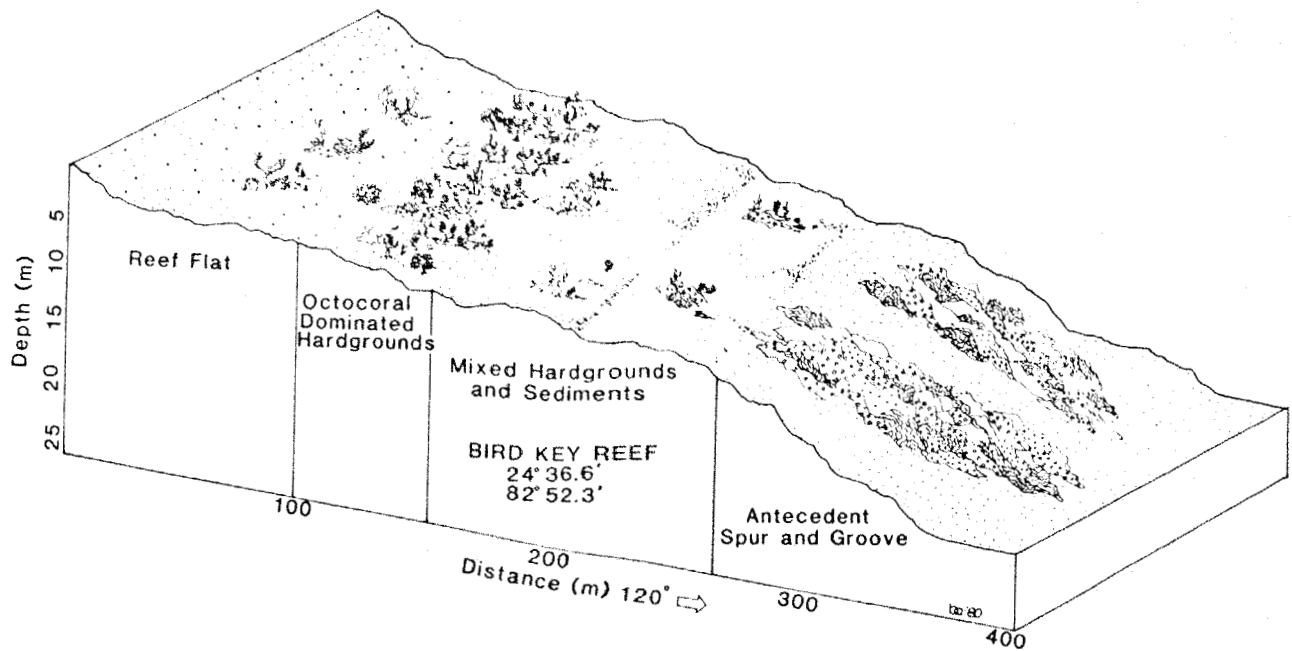 Depth (m)
5
10
15
20
25
Reef Flat
Octocoral
Dominated
Hardgrounds
Mixed Hardgrounds
and Sediments
BIRD KEY REEF
24° 36.6'
82° 52.3'
Antecedent
Spur and Groove
100
200
300
400
Distance (m) 120°